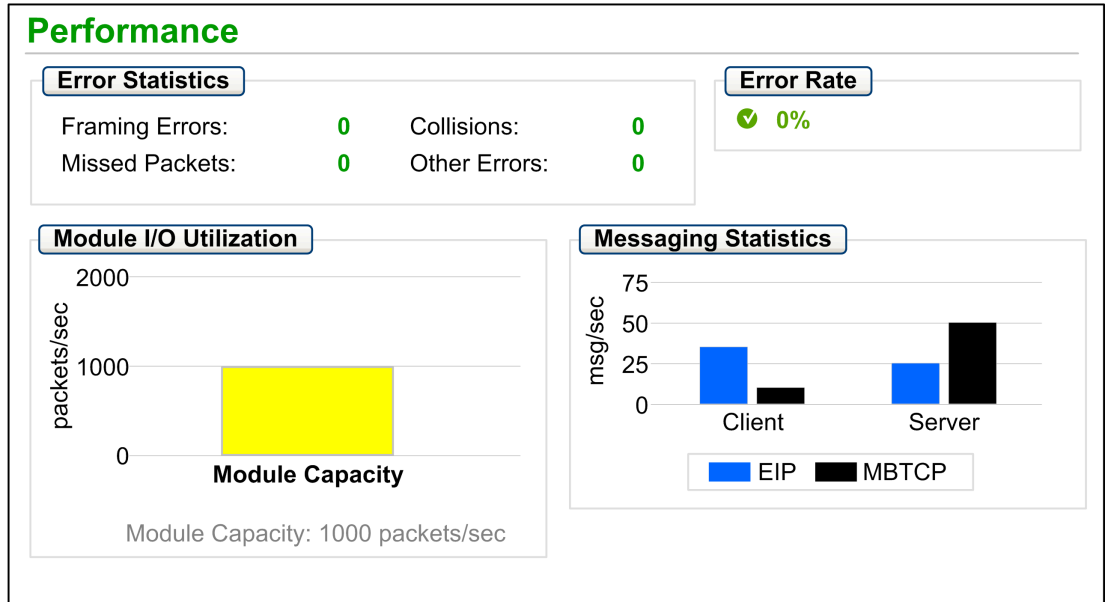 Performance
Error Statistics
Framing Errors: 0 Collisions: 0
Missed Packets: 0 Other Errors: 0
Error Rate
0%
Module I/O Utilization
packets/sec
2000
1000
0
Module Capacity
Module Capacity: 1000 packets/sec
Messaging Statistics
msg/sec
75
50
25
0
Client Server
EIP MBTCP